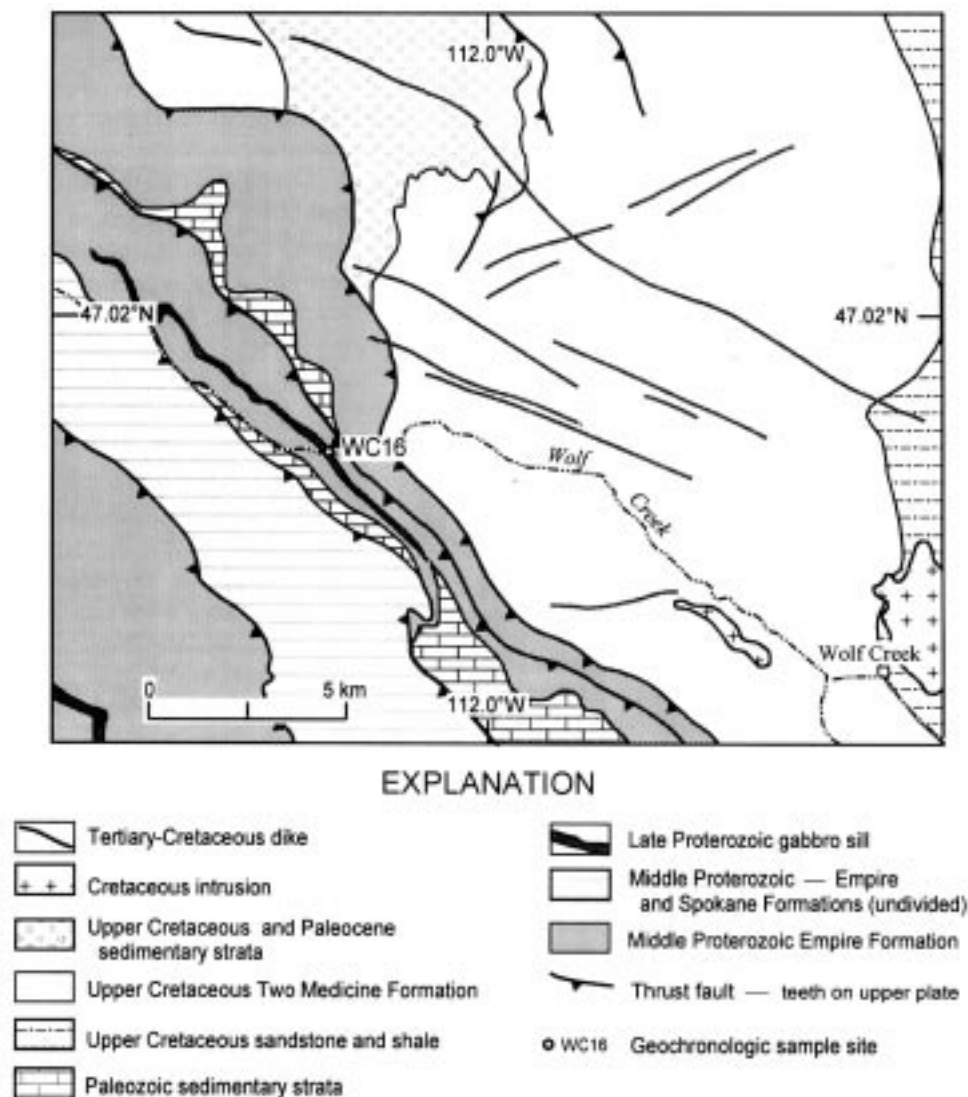 112.0°W
47.02°N
47.02°N
WC16
Wolf
Creek
Wolf Creek
0
5 km
112.0°W
EXPLANATION
Tertiary-Cretaceous dike
Cretaceous intrusion
Upper Cretaceous and Paleocene
sedimentary strata
Upper Cretaceous Two Medicine Formation
Upper Cretaceous sandstone and shale
Paleozoic sedimentary strata
Late Proterozoic gabbro sill
Middle Proterozoic — Empire
and Spokane Formations (undivided)
Middle Proterozoic Empire Formation
Thrust fault — teeth on upper plate
WC16 Geochronologic sample site